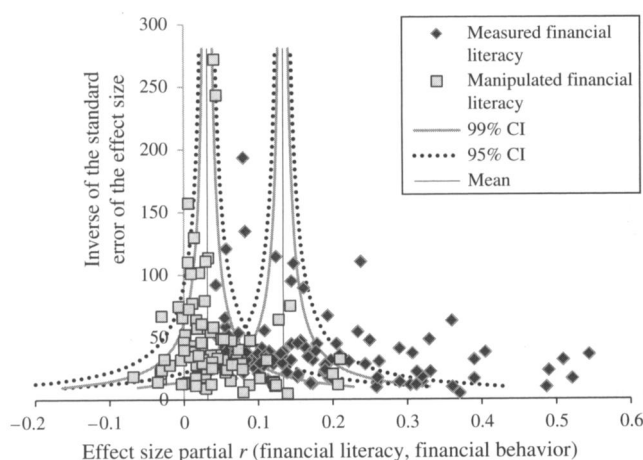 300
250
200
150
100
50
0
Inverse of the standard
error of the effect size
Measured financial
literacy
Manipulated financial
literacy
99% CI
95% CI
Mean
−0.2 −0.1 0 0.1 0.2 0.3 0.4 0.5 0.6
Effect size partial r (financial literacy, financial behavior)